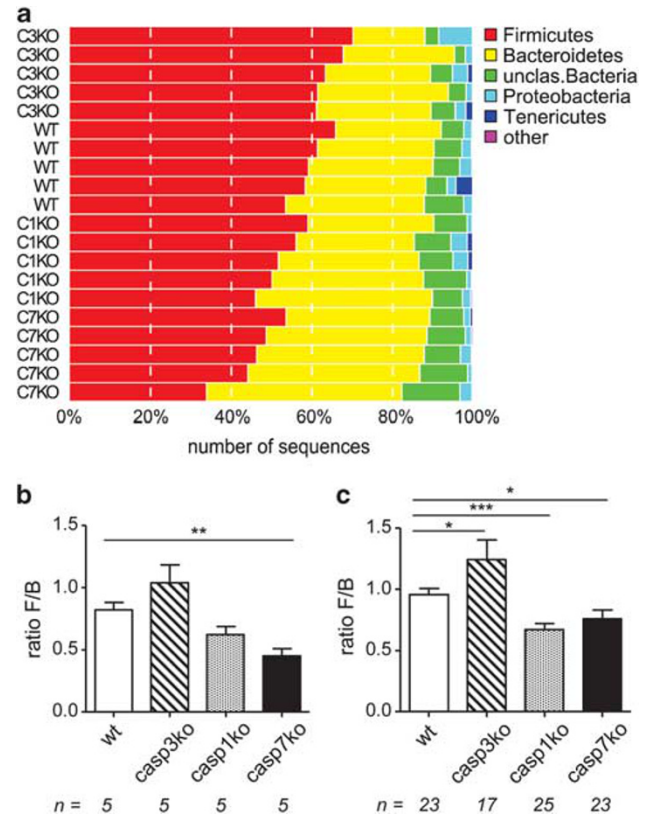 a
C3KO
C3KO
C3KO
C3KO
C3KO
WT
WT
WT
WT
WT
C1KO
C1KO
C1KO
C1KO
C1KO
C7KO
C7KO
C7KO
C7KO
C7KO
0% 20% 40% 60% 80% 100%
number of sequences
Firmicutes
Bacteroidetes
unclas.Bacteria
Proteobacteria
Tenericutes
other
b
ratio F/B
1.5
1.0
0.5
0.0
**
wt casp3ko casp1ko casp7ko
n = 5 5 5 5
c
ratio F/B
1.5
1.0
0.5
0.0
*
***
*
wt casp3ko casp1ko casp7ko
n = 23 17 25 23